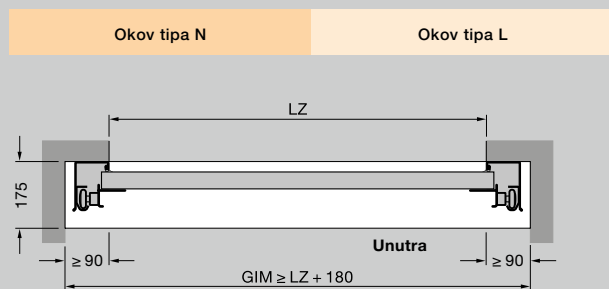 Okov tipa N
Okov tipa L
LZ
175
Unutra
≥ 90
≥ 90
GIM ≥ LZ + 180